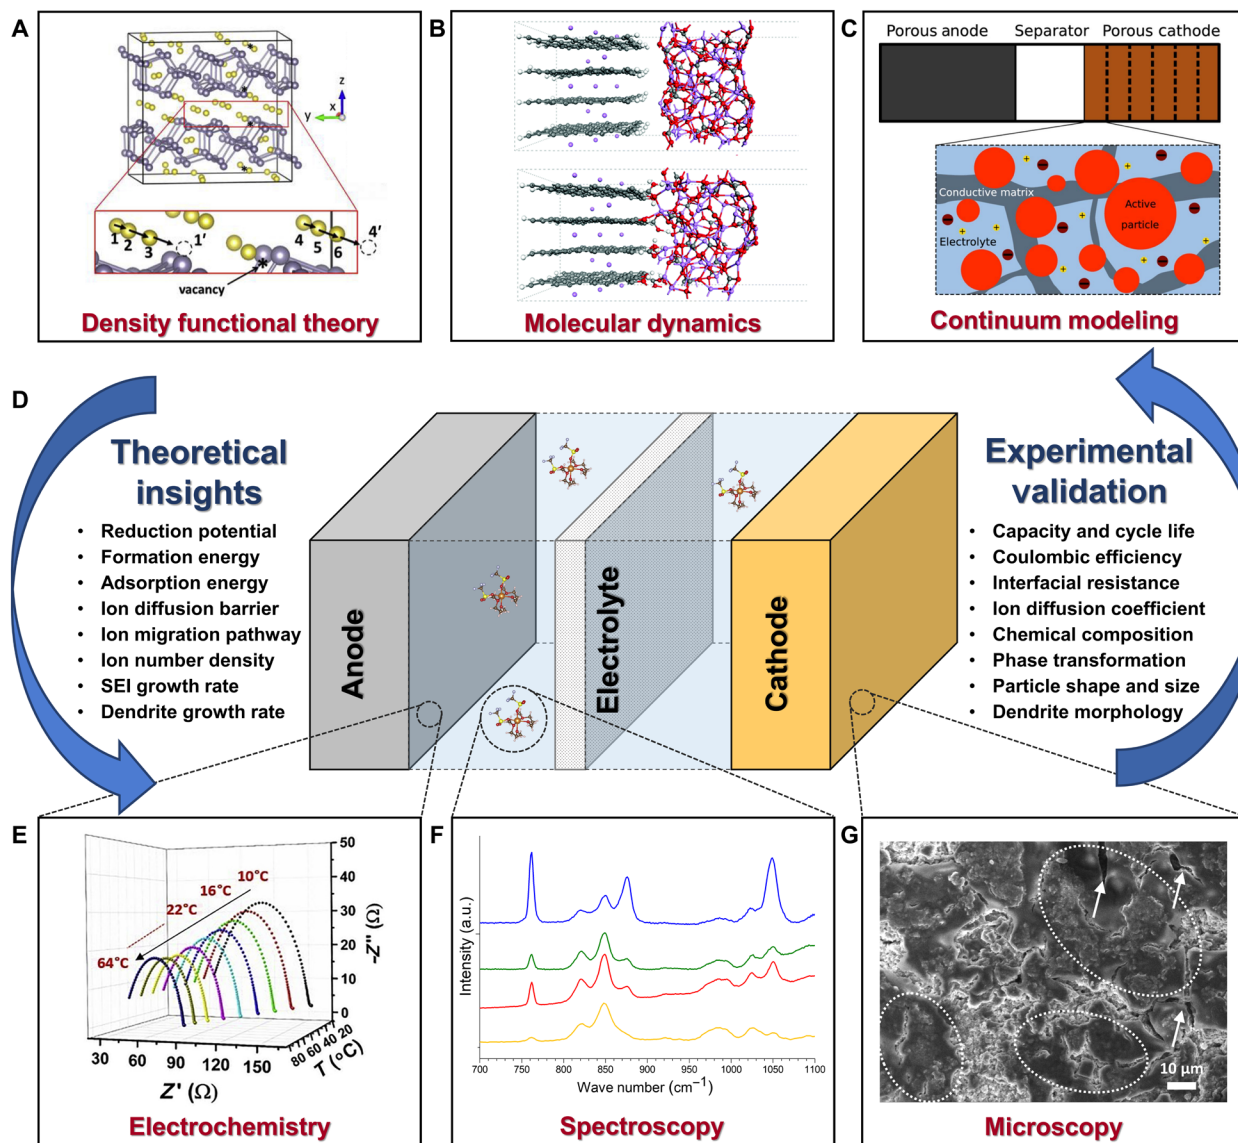 A
z
x
y
1
2
3
1'
4
5
6
4'
*
vacancy
Density functional theory
B
Molecular dynamics
C
Porous anode Separator Porous cathode
Conductive matrix
Active
particle
Electrolyte
Continuum modeling
D
Theoretical
insights
• Reduction potential
• Formation energy
• Adsorption energy
• Ion diffusion barrier
• Ion migration pathway
• Ion number density
• SEI growth rate
• Dendrite growth rate
Anode
Electrolyte
Cathode
Experimental
validation
• Capacity and cycle life
• Coulombic efficiency
• Interfacial resistance
• Ion diffusion coefficient
• Chemical composition
• Phase transformation
• Particle shape and size
• Dendrite morphology
E
10°C
16°C
22°C
64°C
50
40
30
20
10
0
-Z'' (Ω)
20
40
60
80
T (°C)
30 60 90 120 150
Z' (Ω)
Electrochemistry
F
Intensity (a.u.)
700 750 800 850 900 950 1000 1050 1100
Wave number (cm⁻¹)
Spectroscopy
G
10 µm
Microscopy